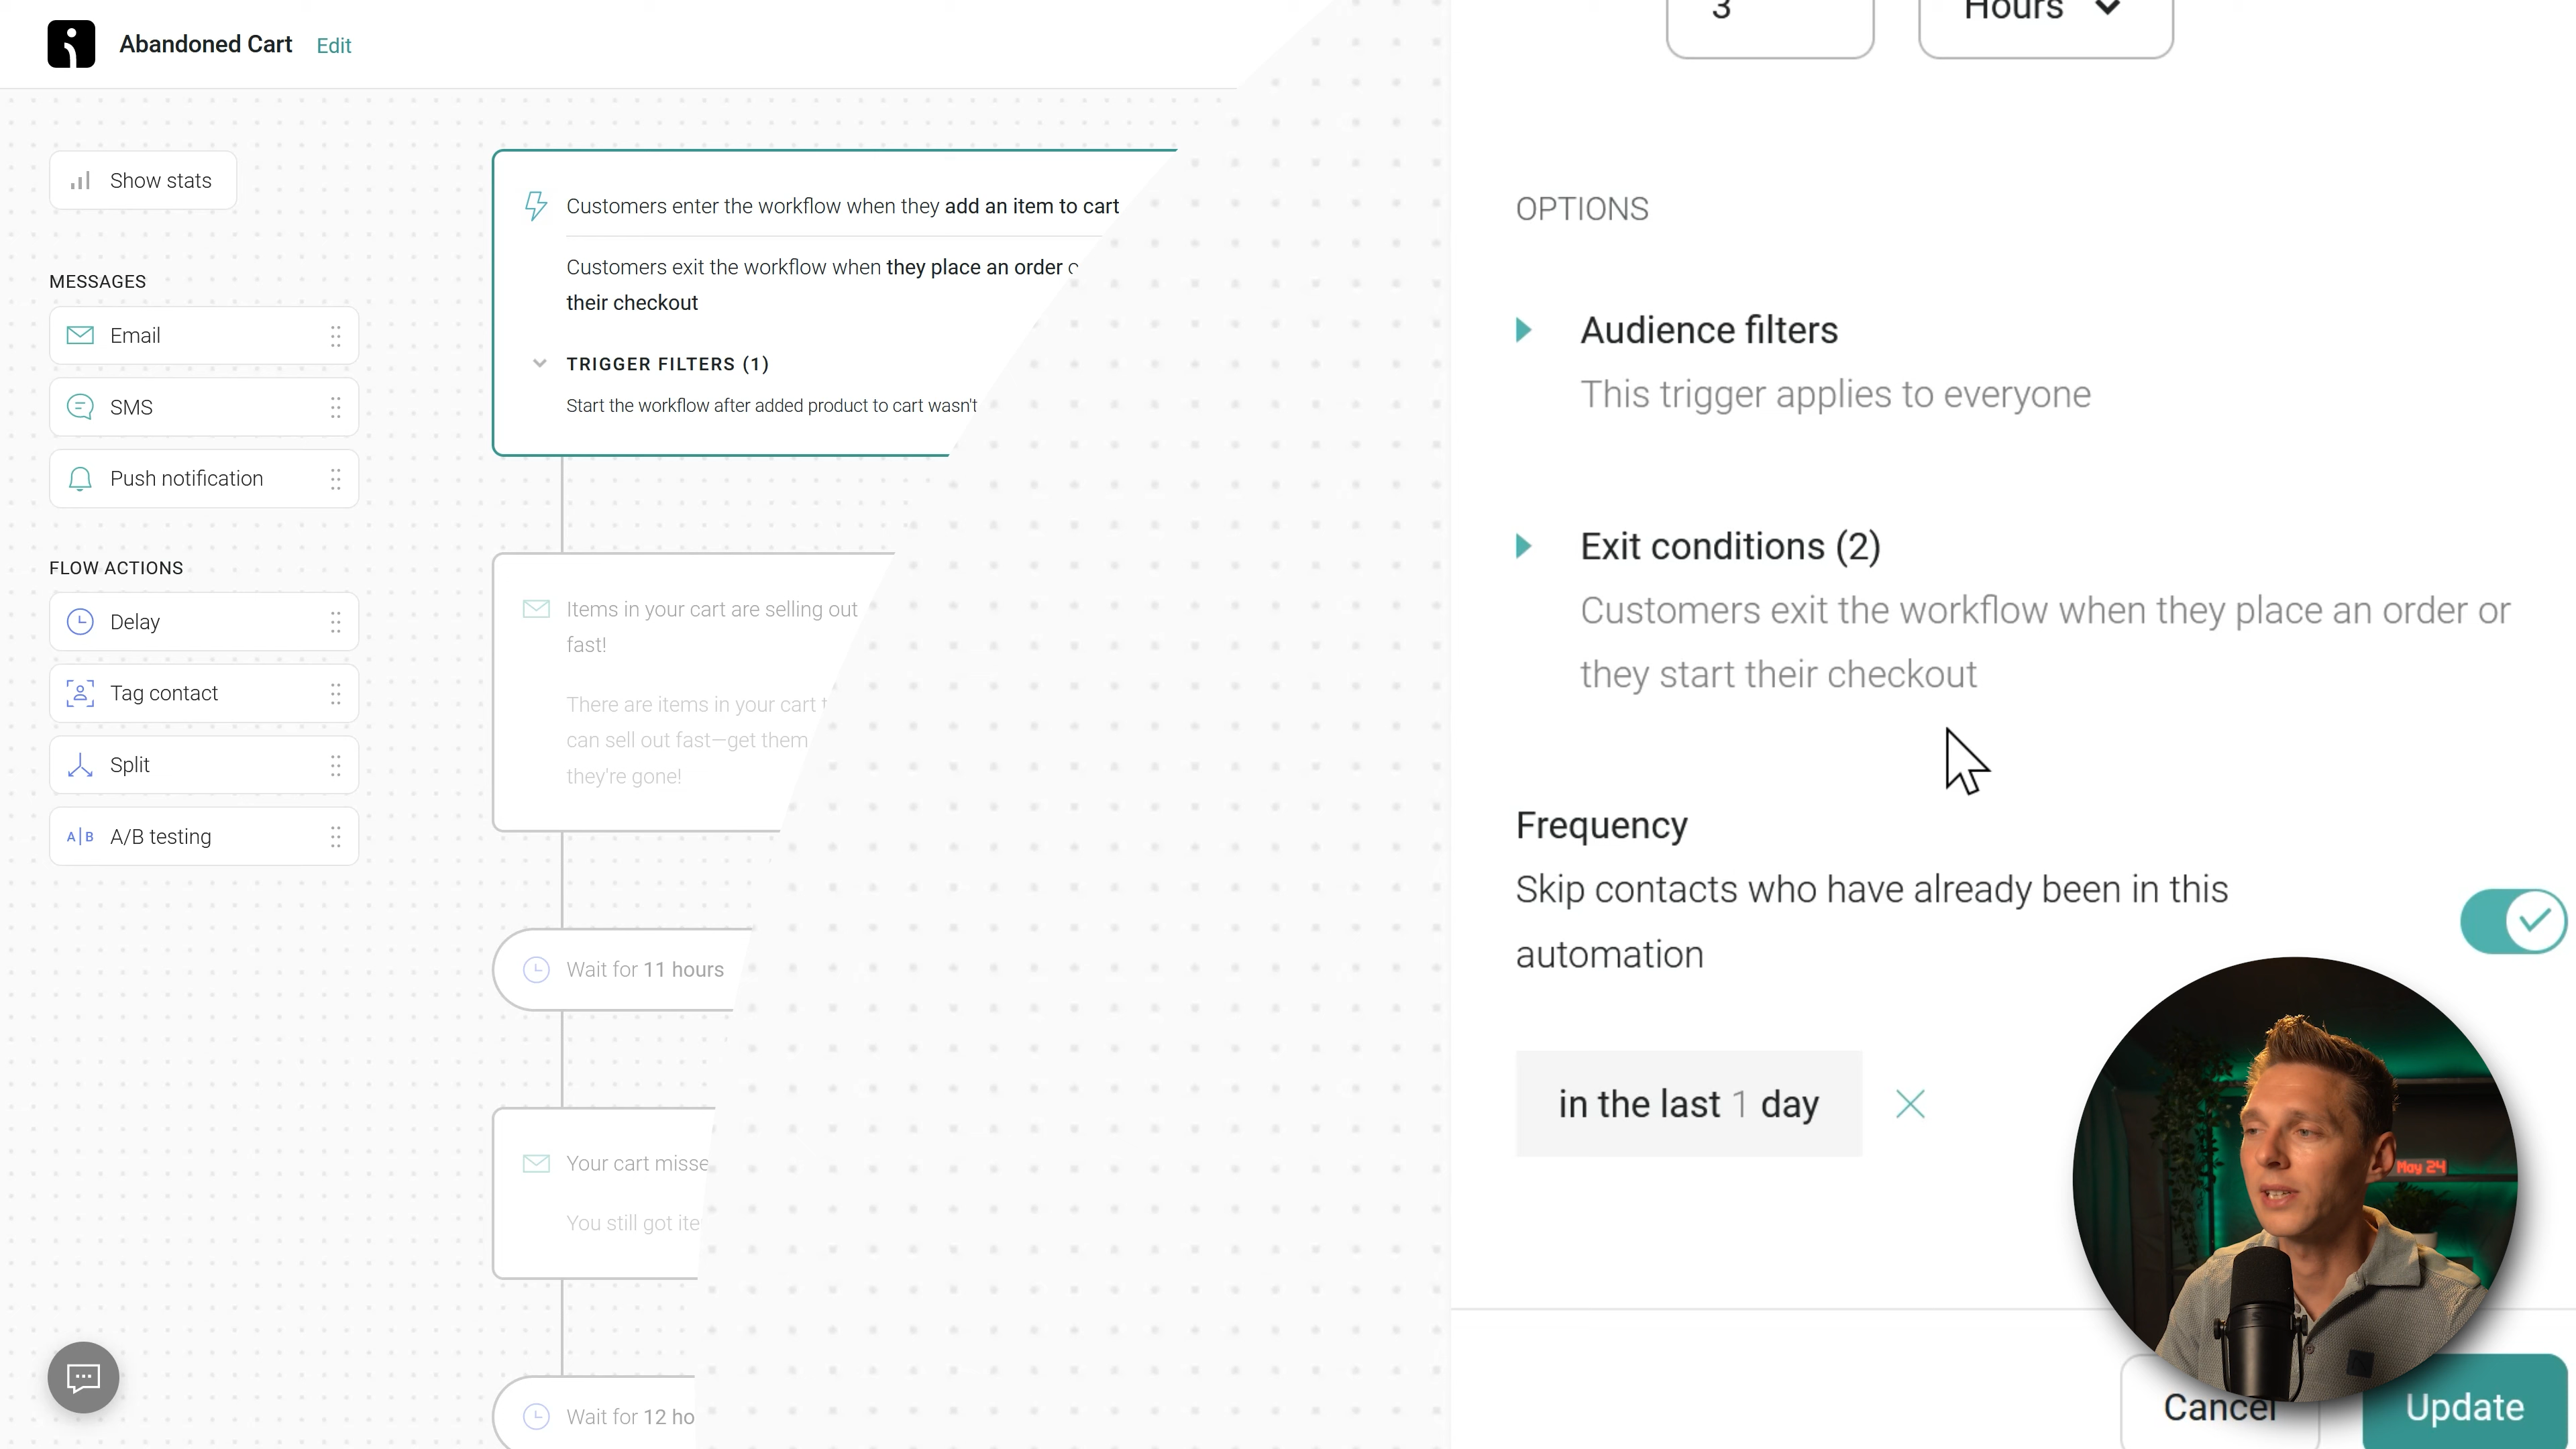 Abandoned Cart Edit
Show stats
MESSAGES
Email
SMS
Push notification
FLOW ACTIONS
Delay
Tag contact
Split
A|B A/B testing
Customers enter the workflow when they add an item to cart
Customers exit the workflow when they place an order
their checkout
TRIGGER FILTERS (1)
Start the workflow after added product to cart wasn't
Items in your cart are selling out
fast!
There are items in your cart
can sell out fast—get them
they're gone!
Wait for 11 hours
Your cart misse
You still got ite
Wait for 12 ho
3 Hours
OPTIONS
Audience filters
This trigger applies to everyone
Exit conditions (2)
Customers exit the workflow when they place an order or
they start their checkout
Frequency
Skip contacts who have already been in this
automation
in the last 1 day
May 24
Cancel Update